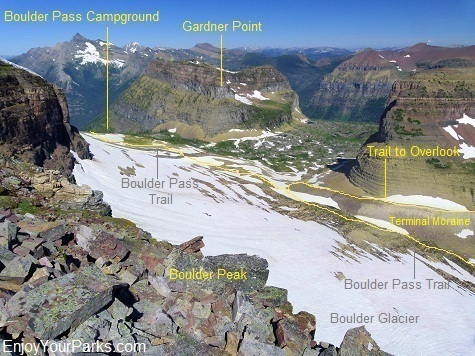 Boulder Pass Campground
Gardner Point
Trail to Overlook
Boulder Pass
Trail
Terminal Moraine
Boulder Peak
Boulder Pass Trail
Boulder Glacier
EnjoyYourParks.com